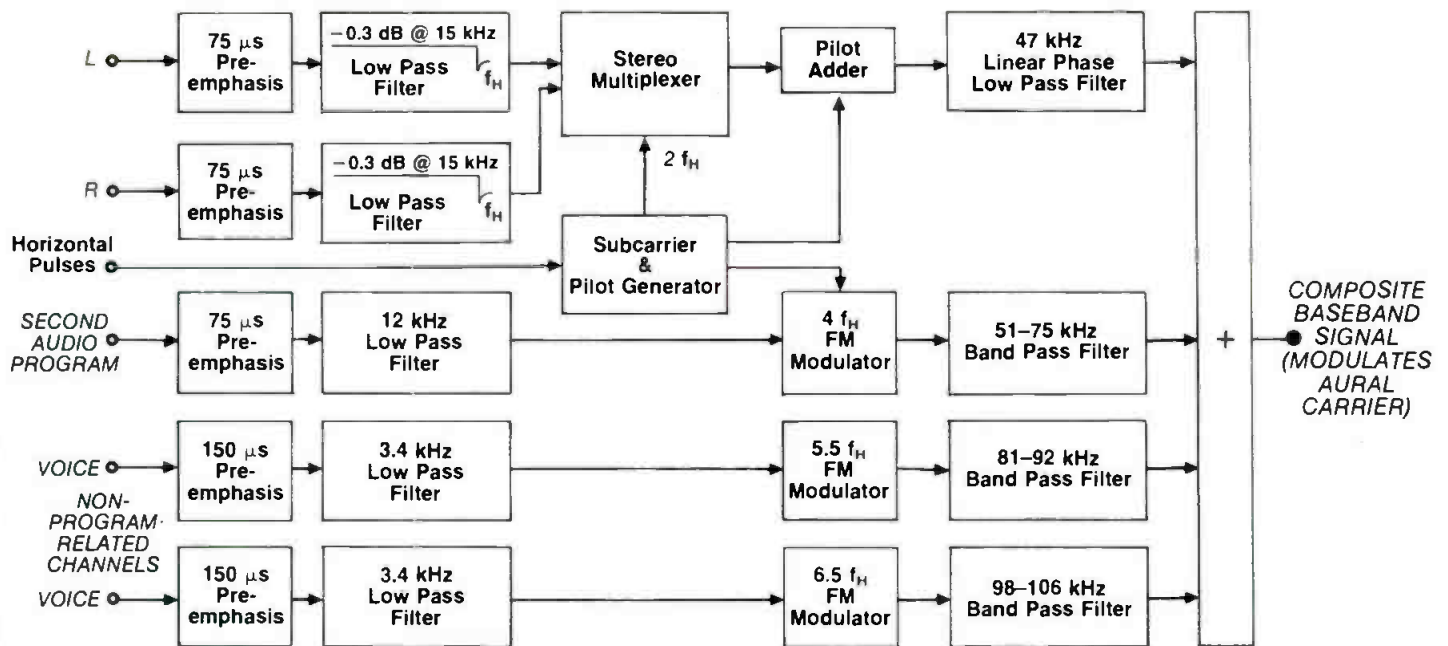 L
75 μs
Pre-
emphasis
−0.3 dB @ 15 kHz
Low Pass
Filter
fH
Stereo
Multiplexer
Pilot
Adder
47 kHz
Linear Phase
Low Pass Filter
R
75 μs
Pre-
emphasis
−0.3 dB @ 15 kHz
Low Pass
Filter
fH
2 fH
Horizontal
Pulses
Subcarrier
&
Pilot Generator
SECOND
AUDIO
PROGRAM
75 μs
Pre-
emphasis
12 kHz
Low Pass
Filter
4 fH
FM
Modulator
51–75 kHz
Band Pass Filter
+
COMPOSITE
BASEBAND
SIGNAL
(MODULATES
AURAL
CARRIER)
VOICE
150 μs
Pre-
emphasis
3.4 kHz
Low Pass
Filter
5.5 fH
FM
Modulator
81–92 kHz
Band Pass Filter
NON-
PROGRAM-
RELATED
CHANNELS
VOICE
150 μs
Pre-
emphasis
3.4 kHz
Low Pass
Filter
6.5 fH
FM
Modulator
98–106 kHz
Band Pass Filter